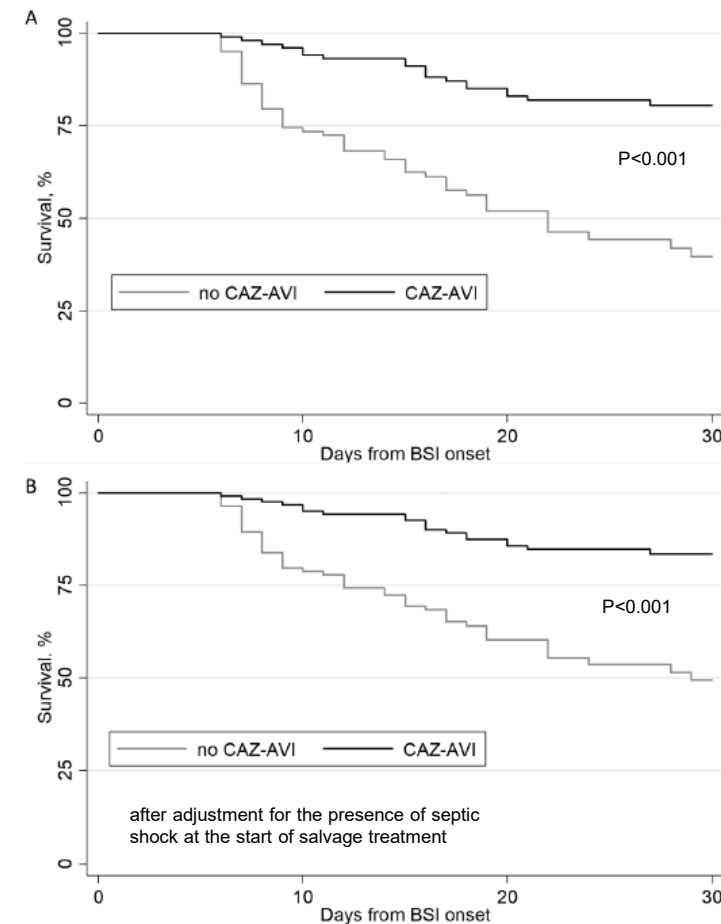 A
100
75
50
25
0
Survival, %
P<0.001
no CAZ-AVI CAZ-AVI
0 10 20 30
Days from BSI onset
B
100
75
50
25
0
Survival. %
P<0.001
no CAZ-AVI CAZ-AVI
after adjustment for the presence of septic
shock at the start of salvage treatment
0 10 20 30
Days from BSI onset